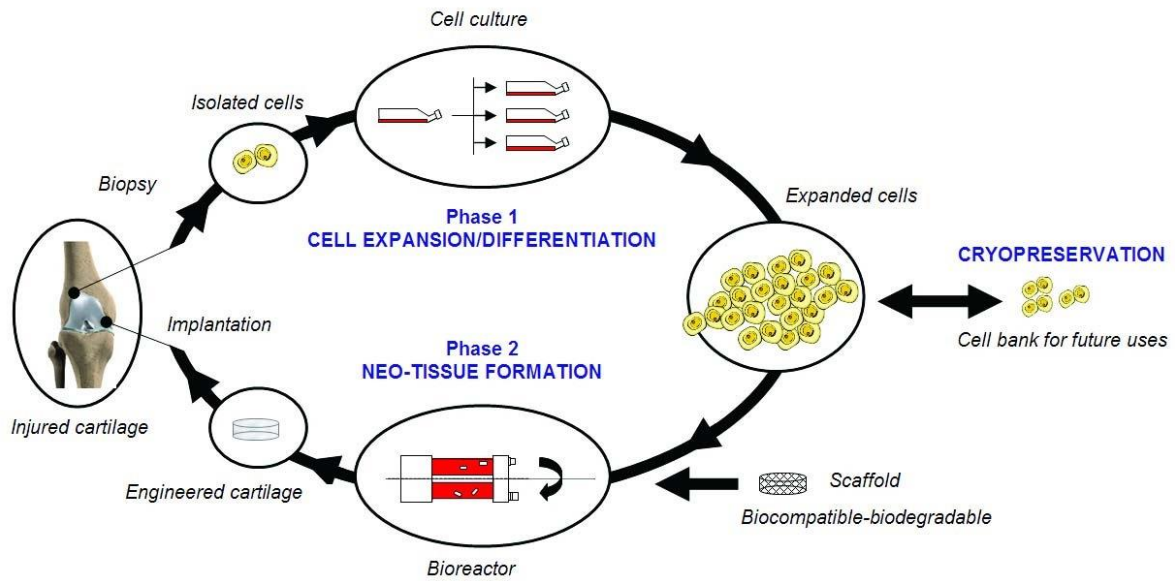 Cell culture
Isolated cells
Biopsy
Phase 1
CELL EXPANSION/DIFFERENTIATION
Expanded cells
CRYOPRESERVATION
Cell bank for future uses
Implantation
Phase 2
NEO-TISSUE FORMATION
Injured cartilage
Engineered cartilage
Scaffold
Biocompatible-biodegradable
Bioreactor